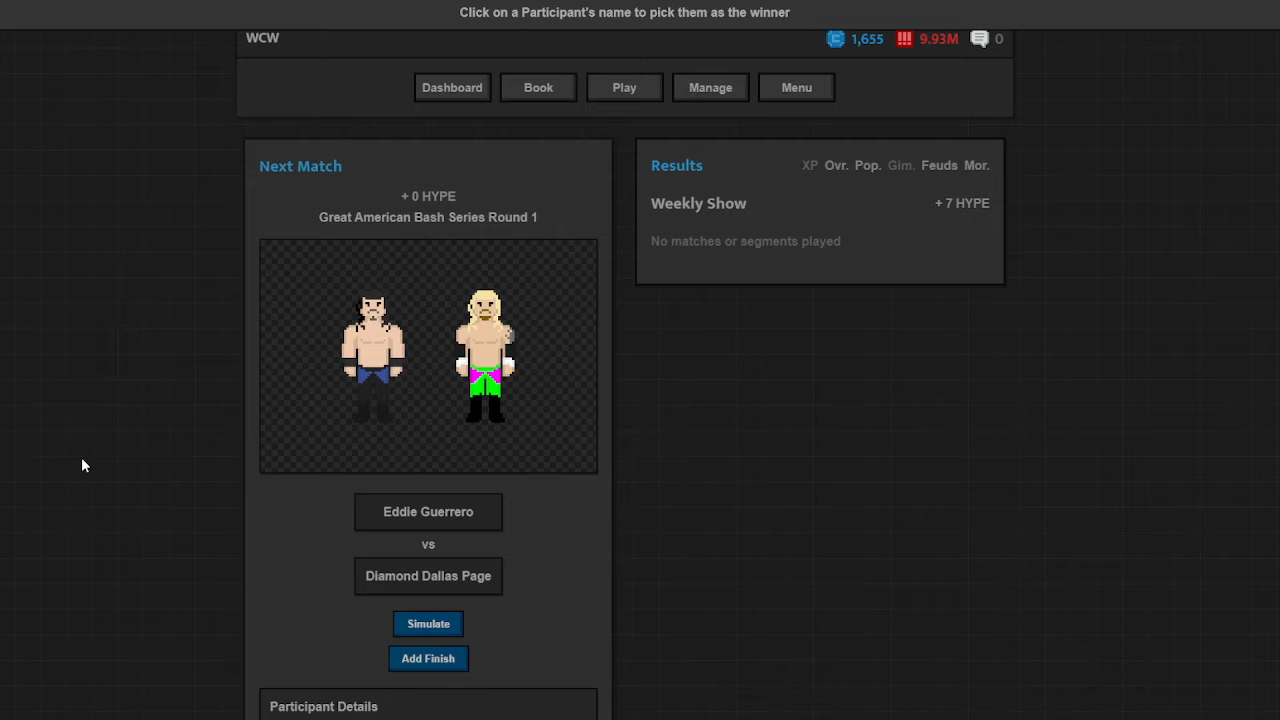 Click on a Participant's name to pick them as the winner
WCW
1,655 9.93M 0
Dashboard Book Play Manage Menu
Next Match
+ 0 HYPE
Great American Bash Series Round 1
Eddie Guerrero
vs
Diamond Dallas Page
Simulate
Add Finish
Participant Details
Results XP Ovr. Pop. Gim. Feuds Mor.
Weekly Show + 7 HYPE
No matches or segments played